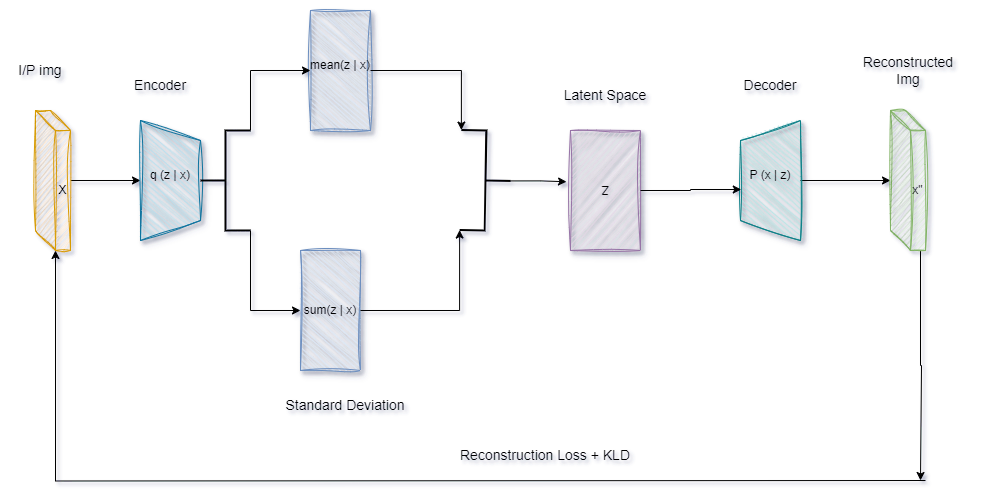 I/P img
Encoder
mean(z | x)
Latent Space
Decoder
Reconstructed
Img
X
q (z | x)
Z
P (x | z)
x"
sum(z | x)
Standard Deviation
Reconstruction Loss + KLD